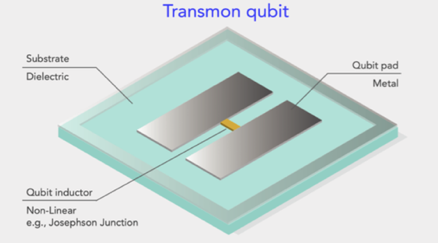 Transmon qubit
Substrate
Dielectric
Qubit pad
Metal
Qubit inductor
Non-Linear
e.g., Josephson Junction